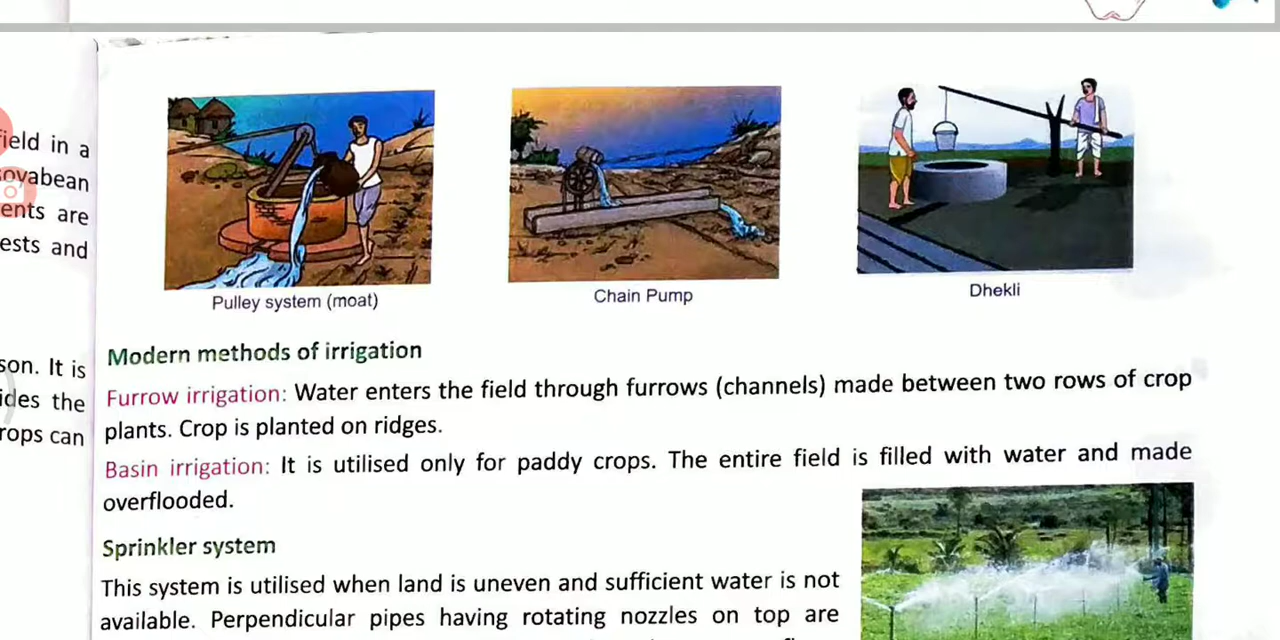 ield in a
oyabean
ents are
ests and
son. It is
ides the
rops can
Pulley system (moat)
Chain Pump
Dhekli
Modern methods of irrigation
Furrow irrigation: Water enters the field through furrows (channels) made between two rows of crop
plants. Crop is planted on ridges.
Basin irrigation: It is utilised only for paddy crops. The entire field is filled with water and made
overflooded.
Sprinkler system
This system is utilised when land is uneven and sufficient water is not
available. Perpendicular pipes having rotating nozzles on top are